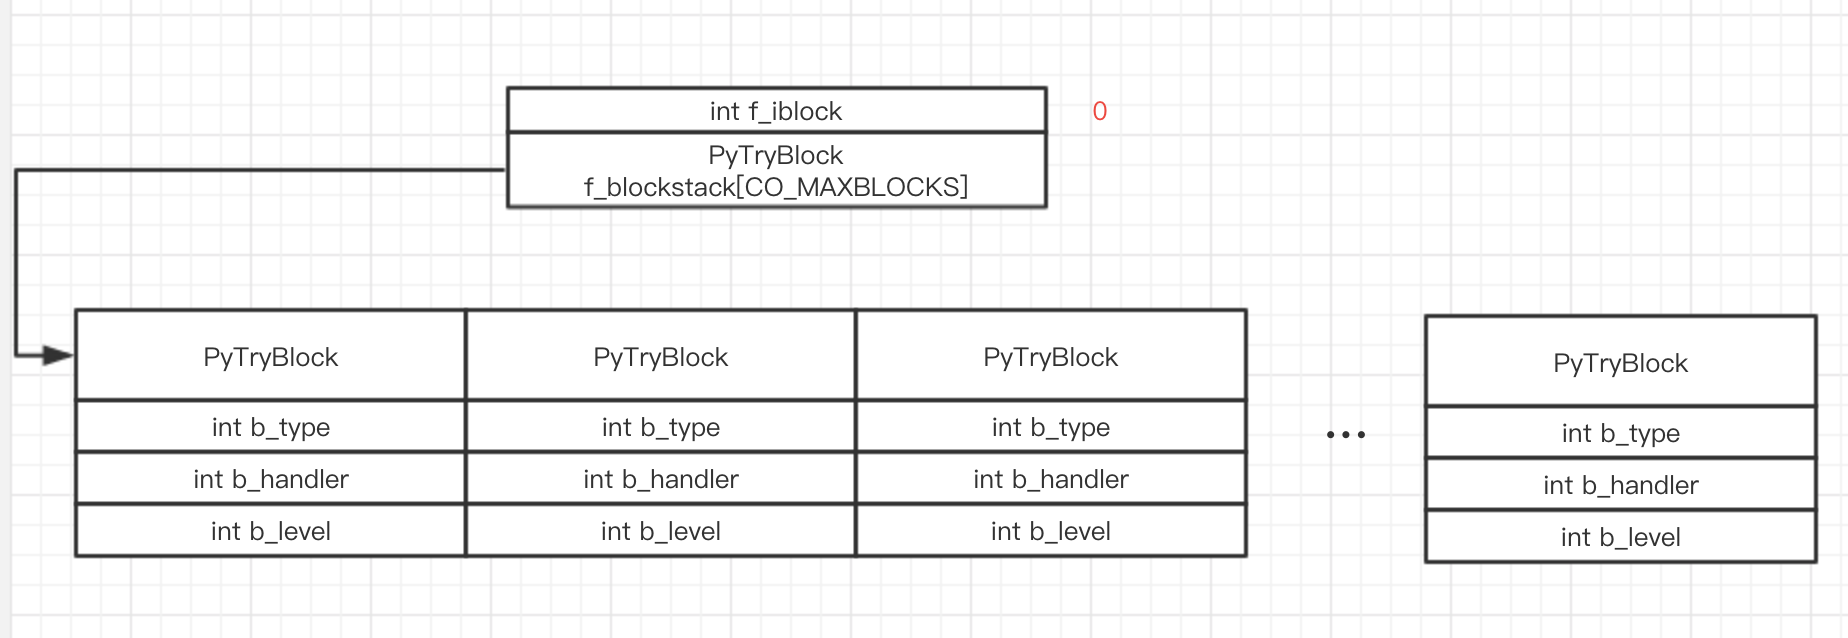 int f_iblock
0
PyTryBlock
f_blockstack[CO_MAXBLOCKS]
PyTryBlock
PyTryBlock
PyTryBlock
PyTryBlock
int b_type
int b_type
int b_type
...
int b_type
int b_handler
int b_handler
int b_handler
int b_handler
int b_level
int b_level
int b_level
int b_level